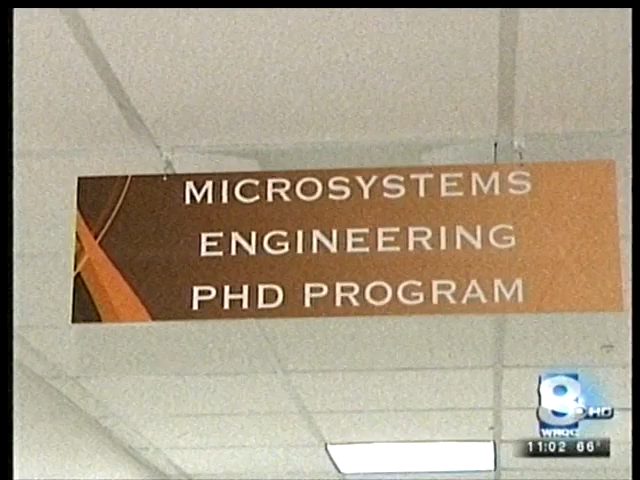 MICROSYSTEMS
ENGINEERING
PHD PROGRAM
8 HD
WROC
11:02 66°